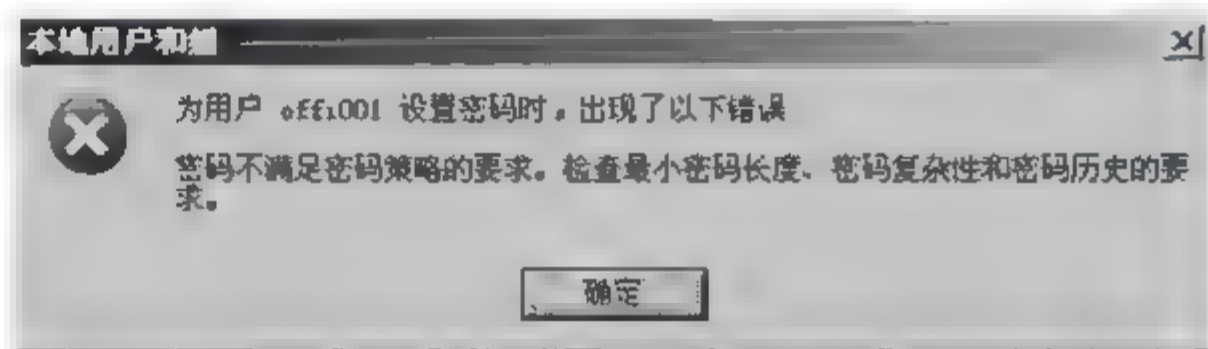 本地用户和组
为用户 offi001 设置密码时，出现了以下错误
密码不满足密码策略的要求。检查最小密码长度、密码复杂性和密码历史的要
求。
确定